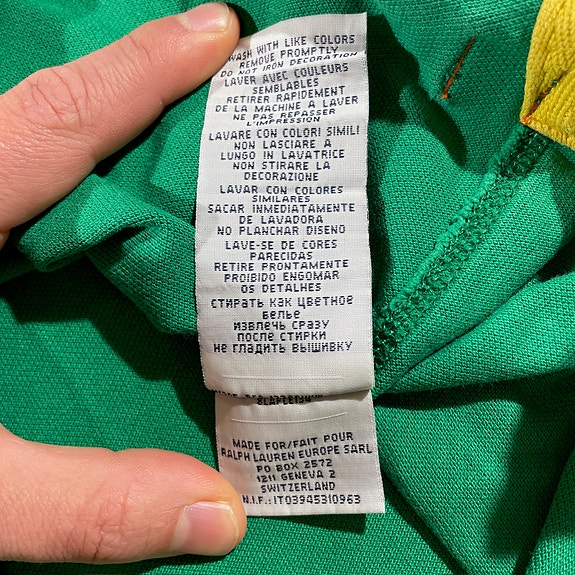 WASH WITH LIKE COLORS
REMOVE PROMPTLY
DO NOT IRON DECORATION
LAVER AVEC COULEURS
SEMBLABLES
RETIRER RAPIDEMENT
DE LA MACHINE A LAVER
NE PAS REPASSER
L'IMPRESSION
LAVARE CON COLORI SIMILI
NON LASCIARE A
LUNGO IN LAVATRICE
NON STIRARE LA
DECORAZIONE
LAVAR CON COLORES
SIMILARES
SACAR INMEDIATAMENTE
DE LAVADORA
NO PLANCHAR DISENO
LAVE-SE DE CORES
PARECIDAS
RETIRE PRONTAMENTE
PROIBIDO ENGOMAR
OS DETALHES
СТИРАТЬ КАК ЦВЕТНОЕ
БЕЛЬЕ
ИЗВЛЕЧЬ СРАЗУ
ПОСЛЕ СТИРКИ
НЕ ГЛАДИТЬ ВЫШИВКУ
MADE FOR/FAIT POUR
RALPH LAUREN EUROPE SARL
PO BOX 2572
1211 GENEVA 2
SWITZERLAND
N.I.F.:IT03945310963